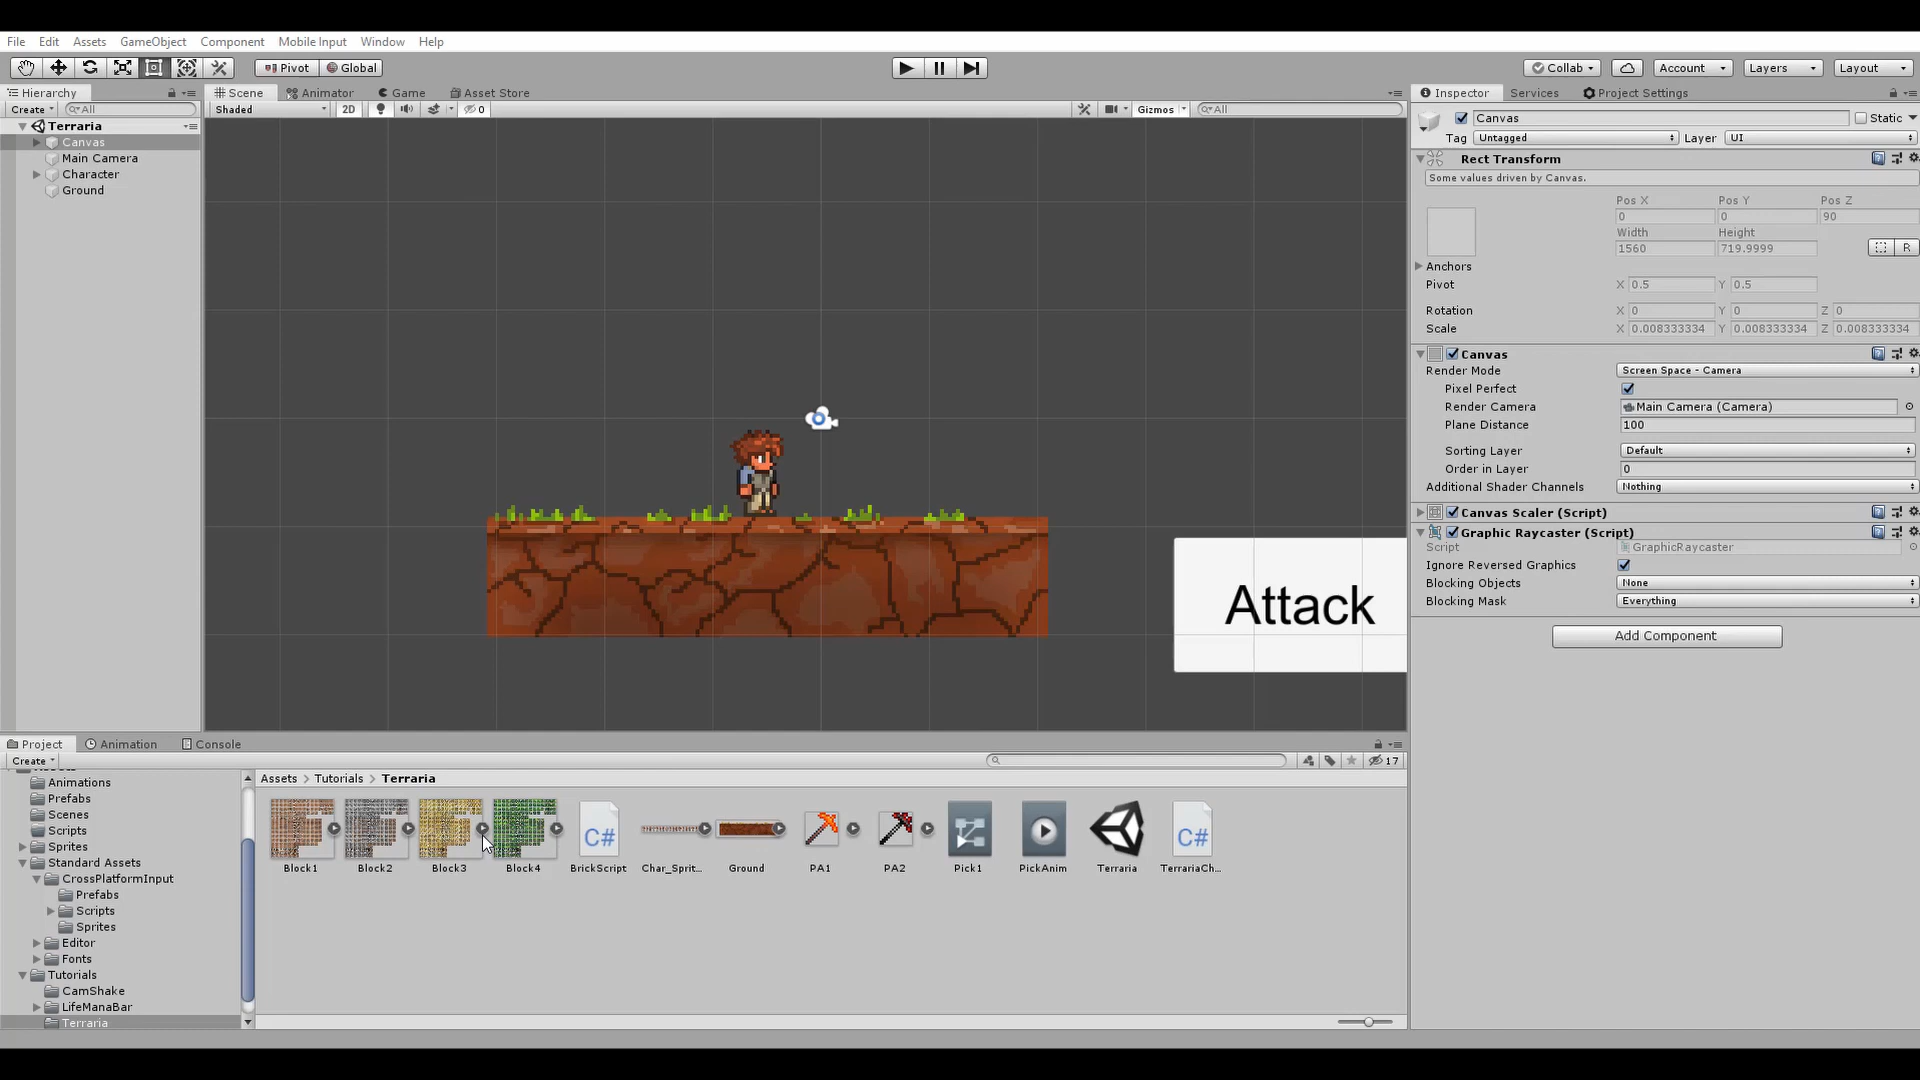 File Edit Assets GameObject Component Mobile Input Window Help
Pivot Global Collab Account Layers Layout
Hierarchy
Create All
Terraria
Canvas
Main Camera
Character
Ground
Scene Animator Game Asset Store
Shaded 2D 0 Gizmos All
Attack
Inspector Services Project Settings
Canvas Static
Tag Untagged Layer UI
Rect Transform
Some values driven by Canvas.
Pos X Pos Y Pos Z
0 0 90
Width Height
1560 719.9999 R
Anchors
Pivot X 0.5 Y 0.5
Rotation X 0 Y 0 Z 0
Scale X 0.008333334 Y 0.008333334 Z 0.008333334
Canvas
Render Mode Screen Space - Camera
Pixel Perfect
Render Camera Main Camera (Camera)
Plane Distance 100
Sorting Layer Default
Order in Layer 0
Additional Shader Channels Nothing
Canvas Scaler (Script)
Graphic Raycaster (Script)
Script GraphicRaycaster
Ignore Reversed Graphics
Blocking Objects None
Blocking Mask Everything
Add Component
Project Animation Console
Create 17
Animations
Prefabs
Scenes
Scripts
Sprites
Standard Assets
CrossPlatformInput
Prefabs
Scripts
Sprites
Editor
Fonts
Tutorials
CamShake
LifeManaBar
Terraria
Assets > Tutorials > Terraria
C# C#
Block1 Block2 Block3 Block4 BrickScript Char_Sprit... Ground PA1 PA2 Pick1 PickAnim Terraria TerrariaCh...